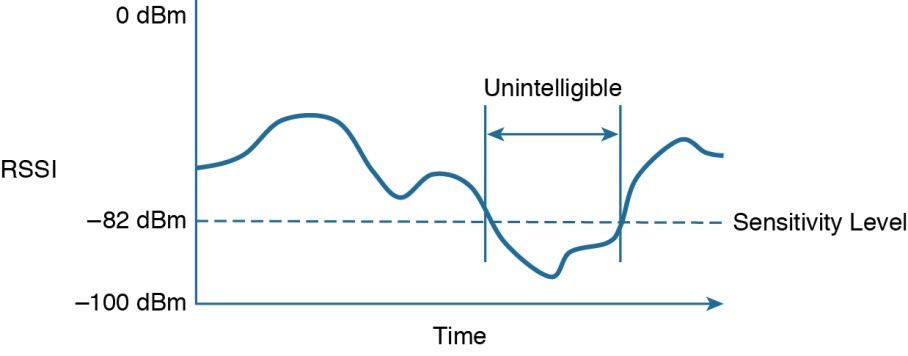 0 dBm
Unintelligible
RSSI
–82 dBm
Sensitivity Level
–100 dBm
Time